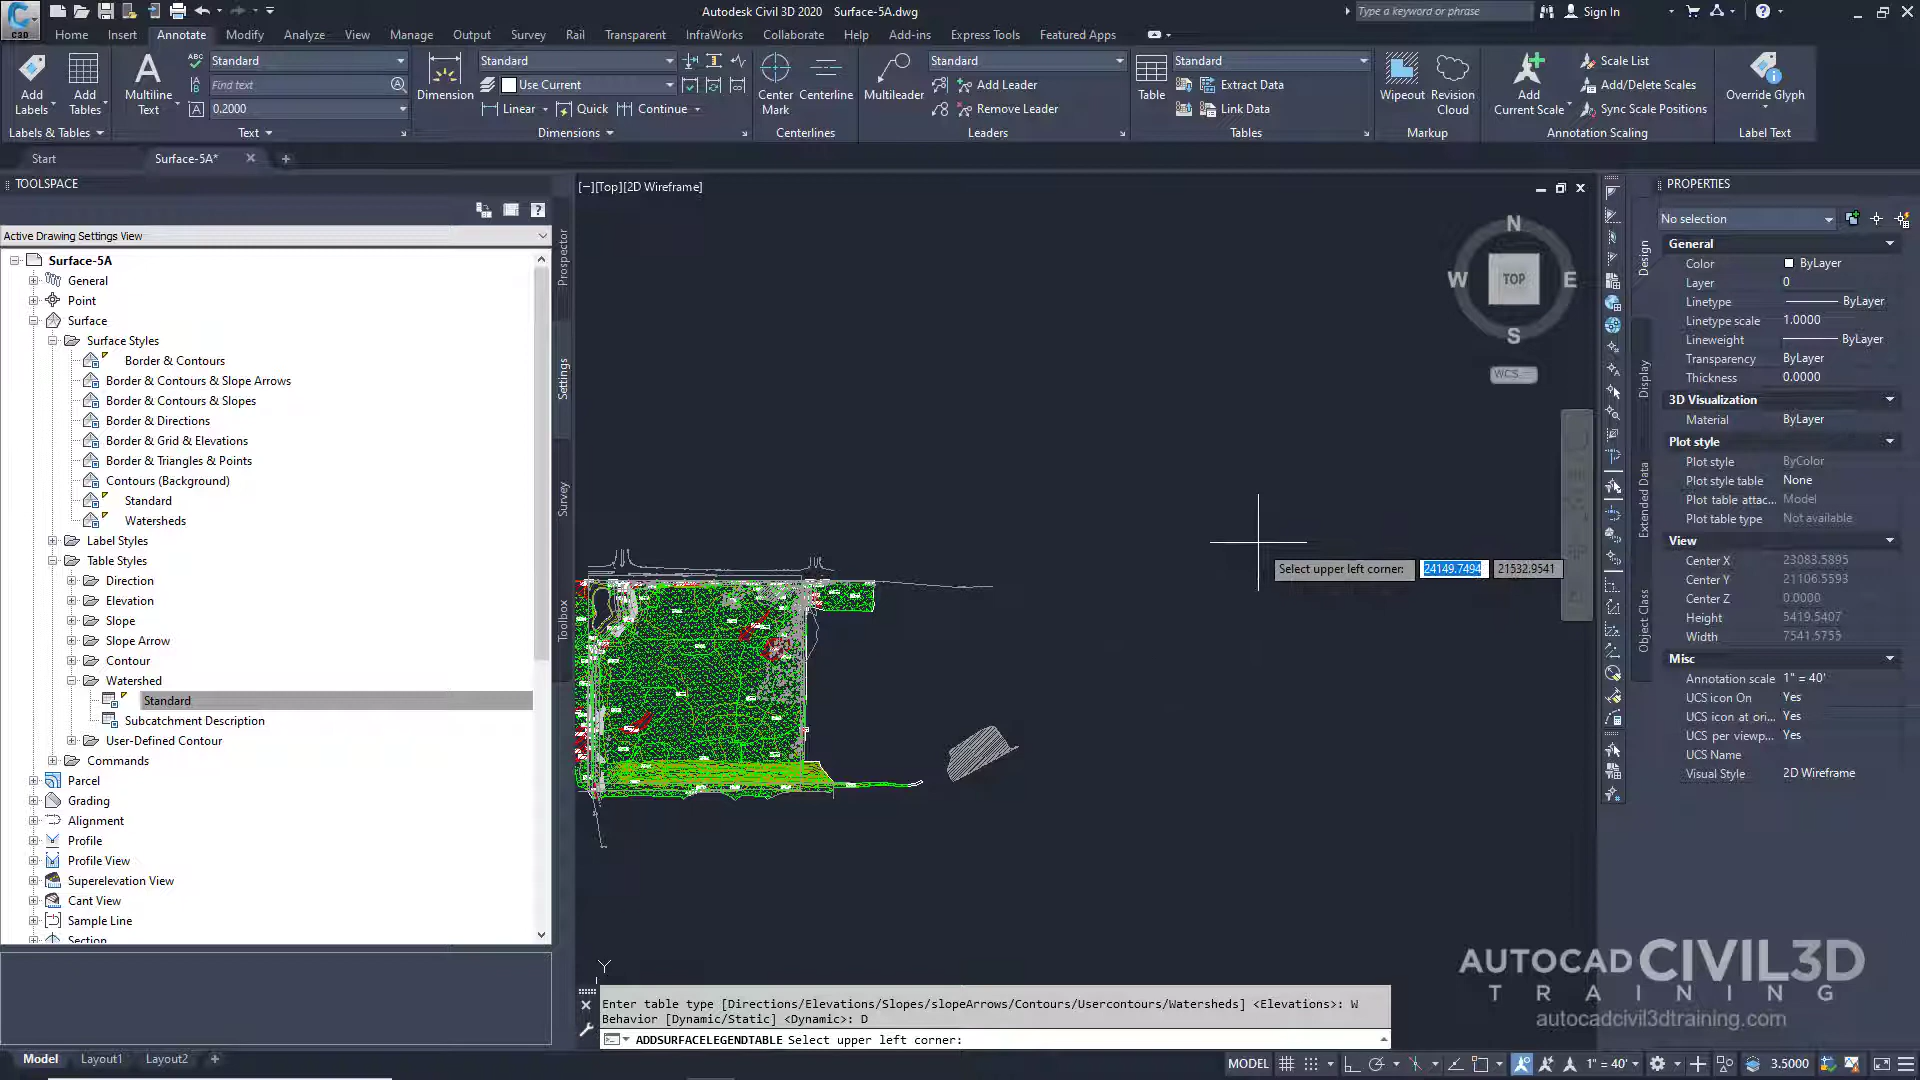 Autodesk Civil 3D 2020 Surface-5A.dwg
Type a keyword or phrase
Sign In
C3D
Home Insert Annotate Modify Analyze View Manage Output Survey Rail Transparent InfraWorks Collaborate Help Add-ins Express Tools Featured Apps
Add Labels
Add Tables
Labels & Tables
Multiline Text
ABC
Standard
Find text
0.2000
Text
Dimension
Standard
Use Current
Linear Quick Continue
Dimensions
Center Mark
Centerline
Centerlines
Multileader
Standard
Add Leader
Remove Leader
Leaders
Table
Standard
Extract Data
Link Data
Tables
Wipeout
Revision Cloud
Markup
Add Current Scale
Scale List
Add/Delete Scales
Sync Scale Positions
Annotation Scaling
Override Glyph
Label Text
Start
Surface-5A*
TOOLSPACE
Active Drawing Settings View
Surface-5A
General
Point
Surface
Surface Styles
Border & Contours
Border & Contours & Slope Arrows
Border & Contours & Slopes
Border & Directions
Border & Grid & Elevations
Border & Triangles & Points
Contours (Background)
Standard
Watersheds
Label Styles
Table Styles
Direction
Elevation
Slope
Slope Arrow
Contour
Watershed
Standard
Subcatchment Description
User-Defined Contour
Commands
Parcel
Grading
Alignment
Profile
Profile View
Superelevation View
Cant View
Sample Line
Section
Prospector
Settings
Survey
Toolbox
[−][Top][2D Wireframe]
N
W TOP E
S
WCS
Select upper left corner: 24149.7494 21532.9541
Y
Enter table type [Directions/Elevations/Slopes/slopeArrows/Contours/Usercontours/Watersheds] <Elevations>: W
Behavior [Dynamic/Static] <Dynamic>: D
ADDSURFACELEGENDTABLE Select upper left corner:
PROPERTIES
No selection
Design
Display
Extended Data
Object Class
General
Color ByLayer
Layer 0
Linetype ByLayer
Linetype scale 1.0000
Lineweight ByLayer
Transparency ByLayer
Thickness 0.0000
3D Visualization
Material ByLayer
Plot style
Plot style ByColor
Plot style table None
Plot table attac... Model
Plot table type Not available
View
Center X 23083.5895
Center Y 21106.5593
Center Z 0.0000
Height 5419.5407
Width 7541.5755
Misc
Annotation scale 1" = 40'
UCS icon On Yes
UCS icon at ori... Yes
UCS per viewp... Yes
UCS Name
Visual Style 2D Wireframe
AUTOCAD CIVIL3D
TRAINING
autocadcivil3dtraining.com
Model Layout1 Layout2
MODEL 1" = 40' 3.5000